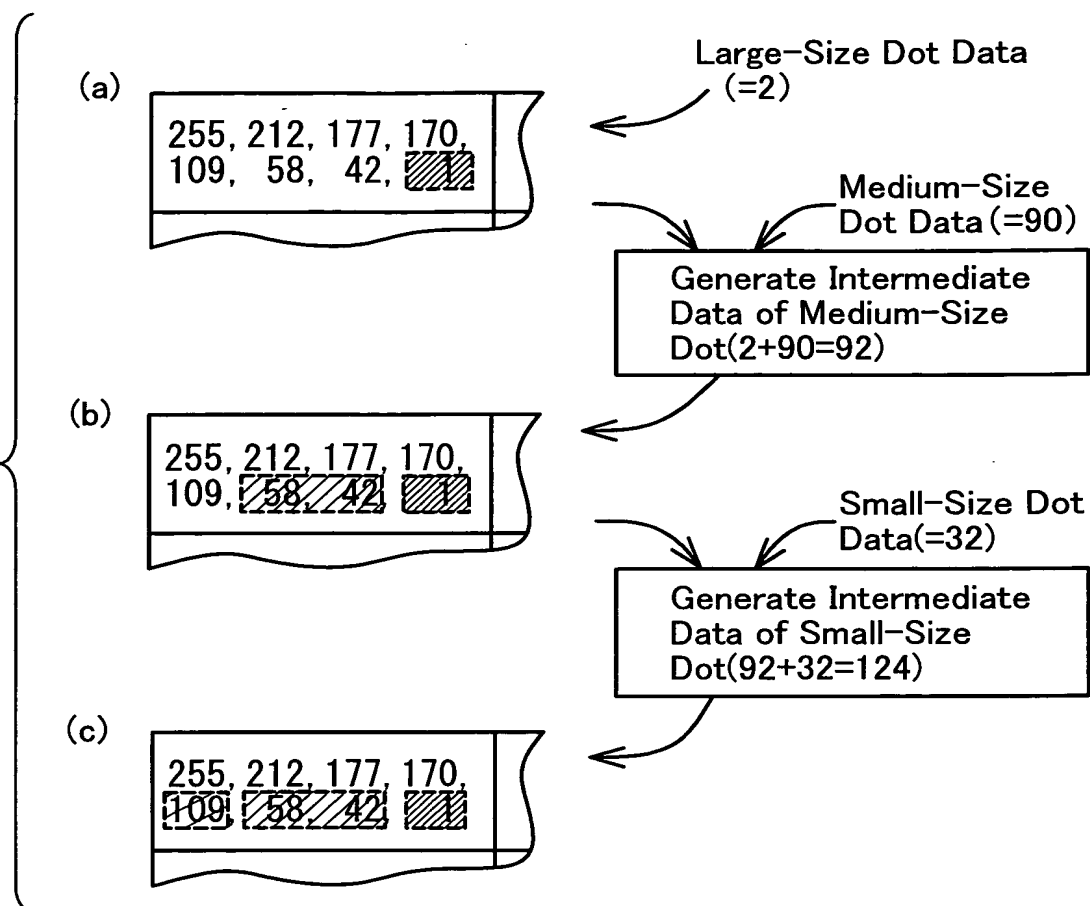 (a)
Large-Size Dot Data
(=2)
255, 212, 177, 170,
109, 58, 42, 1
Medium-Size
Dot Data (=90)
Generate Intermediate
Data of Medium-Size
Dot(2+90=92)
(b)
255, 212, 177, 170,
109, 58, 42, 1
Small-Size Dot
Data(=32)
Generate Intermediate
Data of Small-Size
Dot(92+32=124)
(c)
255, 212, 177, 170,
109, 58, 42, 1